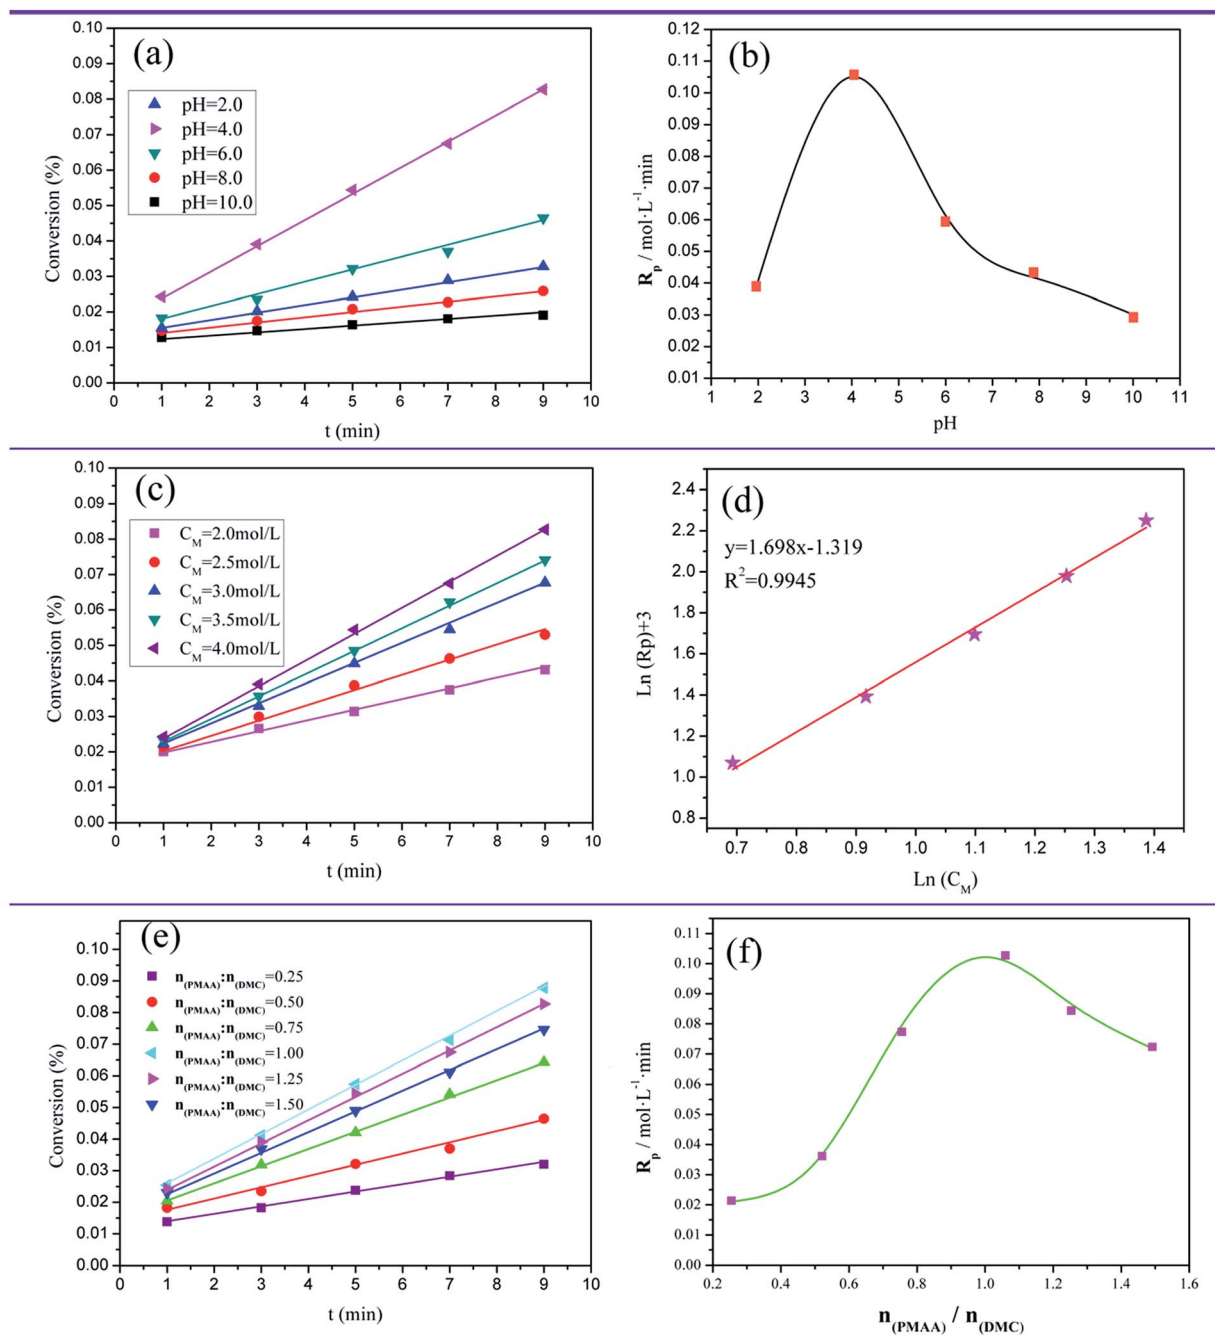 (a)
pH=2.0
pH=4.0
pH=6.0
pH=8.0
pH=10.0
Conversion (%)
0.10
0.09
0.08
0.07
0.06
0.05
0.04
0.03
0.02
0.01
0.00
0 1 2 3 4 5 6 7 8 9 10
t (min)
(b)
Rp / mol·L-1·min
0.12
0.11
0.10
0.09
0.08
0.07
0.06
0.05
0.04
0.03
0.02
0.01
1 2 3 4 5 6 7 8 9 10 11
pH
(c)
CM=2.0mol/L
CM=2.5mol/L
CM=3.0mol/L
CM=3.5mol/L
CM=4.0mol/L
Conversion (%)
0.10
0.09
0.08
0.07
0.06
0.05
0.04
0.03
0.02
0.01
0.00
0 1 2 3 4 5 6 7 8 9 10
t (min)
(d)
y=1.698x-1.319
R2=0.9945
Ln (Rp)+3
2.4
2.2
2.0
1.8
1.6
1.4
1.2
1.0
0.8
0.7 0.8 0.9 1.0 1.1 1.2 1.3 1.4
Ln (CM)
(e)
n(PMAA):n(DMC)=0.25
n(PMAA):n(DMC)=0.50
n(PMAA):n(DMC)=0.75
n(PMAA):n(DMC)=1.00
n(PMAA):n(DMC)=1.25
n(PMAA):n(DMC)=1.50
Conversion (%)
0.10
0.09
0.08
0.07
0.06
0.05
0.04
0.03
0.02
0.01
0.00
0 1 2 3 4 5 6 7 8 9 10
t (min)
(f)
Rp / mol·L-1·min
0.11
0.10
0.09
0.08
0.07
0.06
0.05
0.04
0.03
0.02
0.01
0.00
0.2 0.4 0.6 0.8 1.0 1.2 1.4 1.6
n(PMAA) / n(DMC)